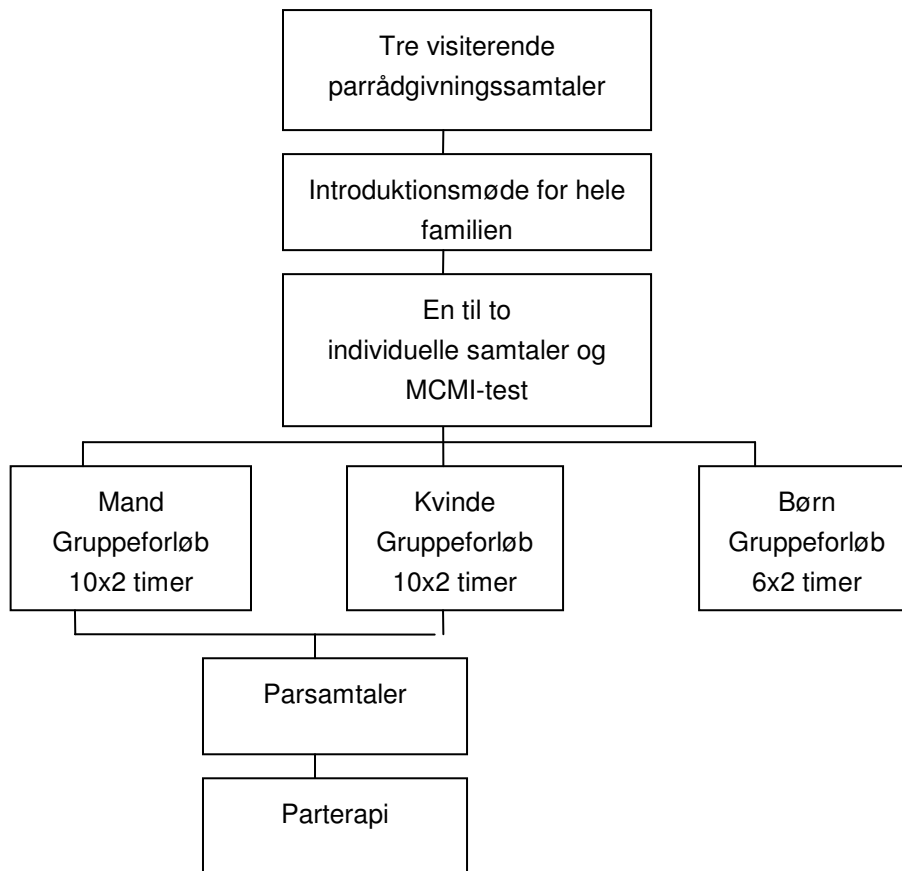 Tre visiterende
parrådgivningssamtaler
Introduktionsmøde for hele
familien
En til to
individuelle samtaler og
MCMI-test
Mand
Gruppeforløb
10x2 timer
Kvinde
Gruppeforløb
10x2 timer
Børn
Gruppeforløb
6x2 timer
Parsamtaler
Parterapi